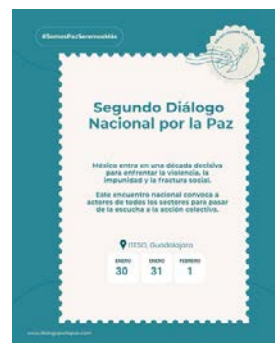 #SomosPazSeremosMás
Segundo Diálogo
Nacional por la Paz
México entra en una década decisiva
para enfrentar la violencia, la
impunidad y la fractura social.
Este encuentro nacional convoca a
actores de todos los sectores para pasar
de la escucha a la acción colectiva.
ITESO, Guadalajara
ENERO
30
ENERO
31
FEBRERO
1